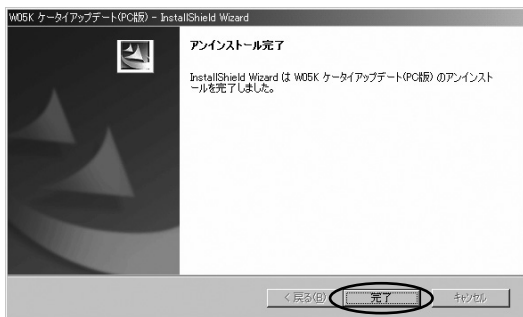 W05K ケータイアップデート(PC版) - InstallShield Wizard
アンインストール完了
InstallShield Wizard は W05K ケータイアップデート(PC版) のアンインスト
ールを完了しました。
< 戻る(B) 完了 キャンセル